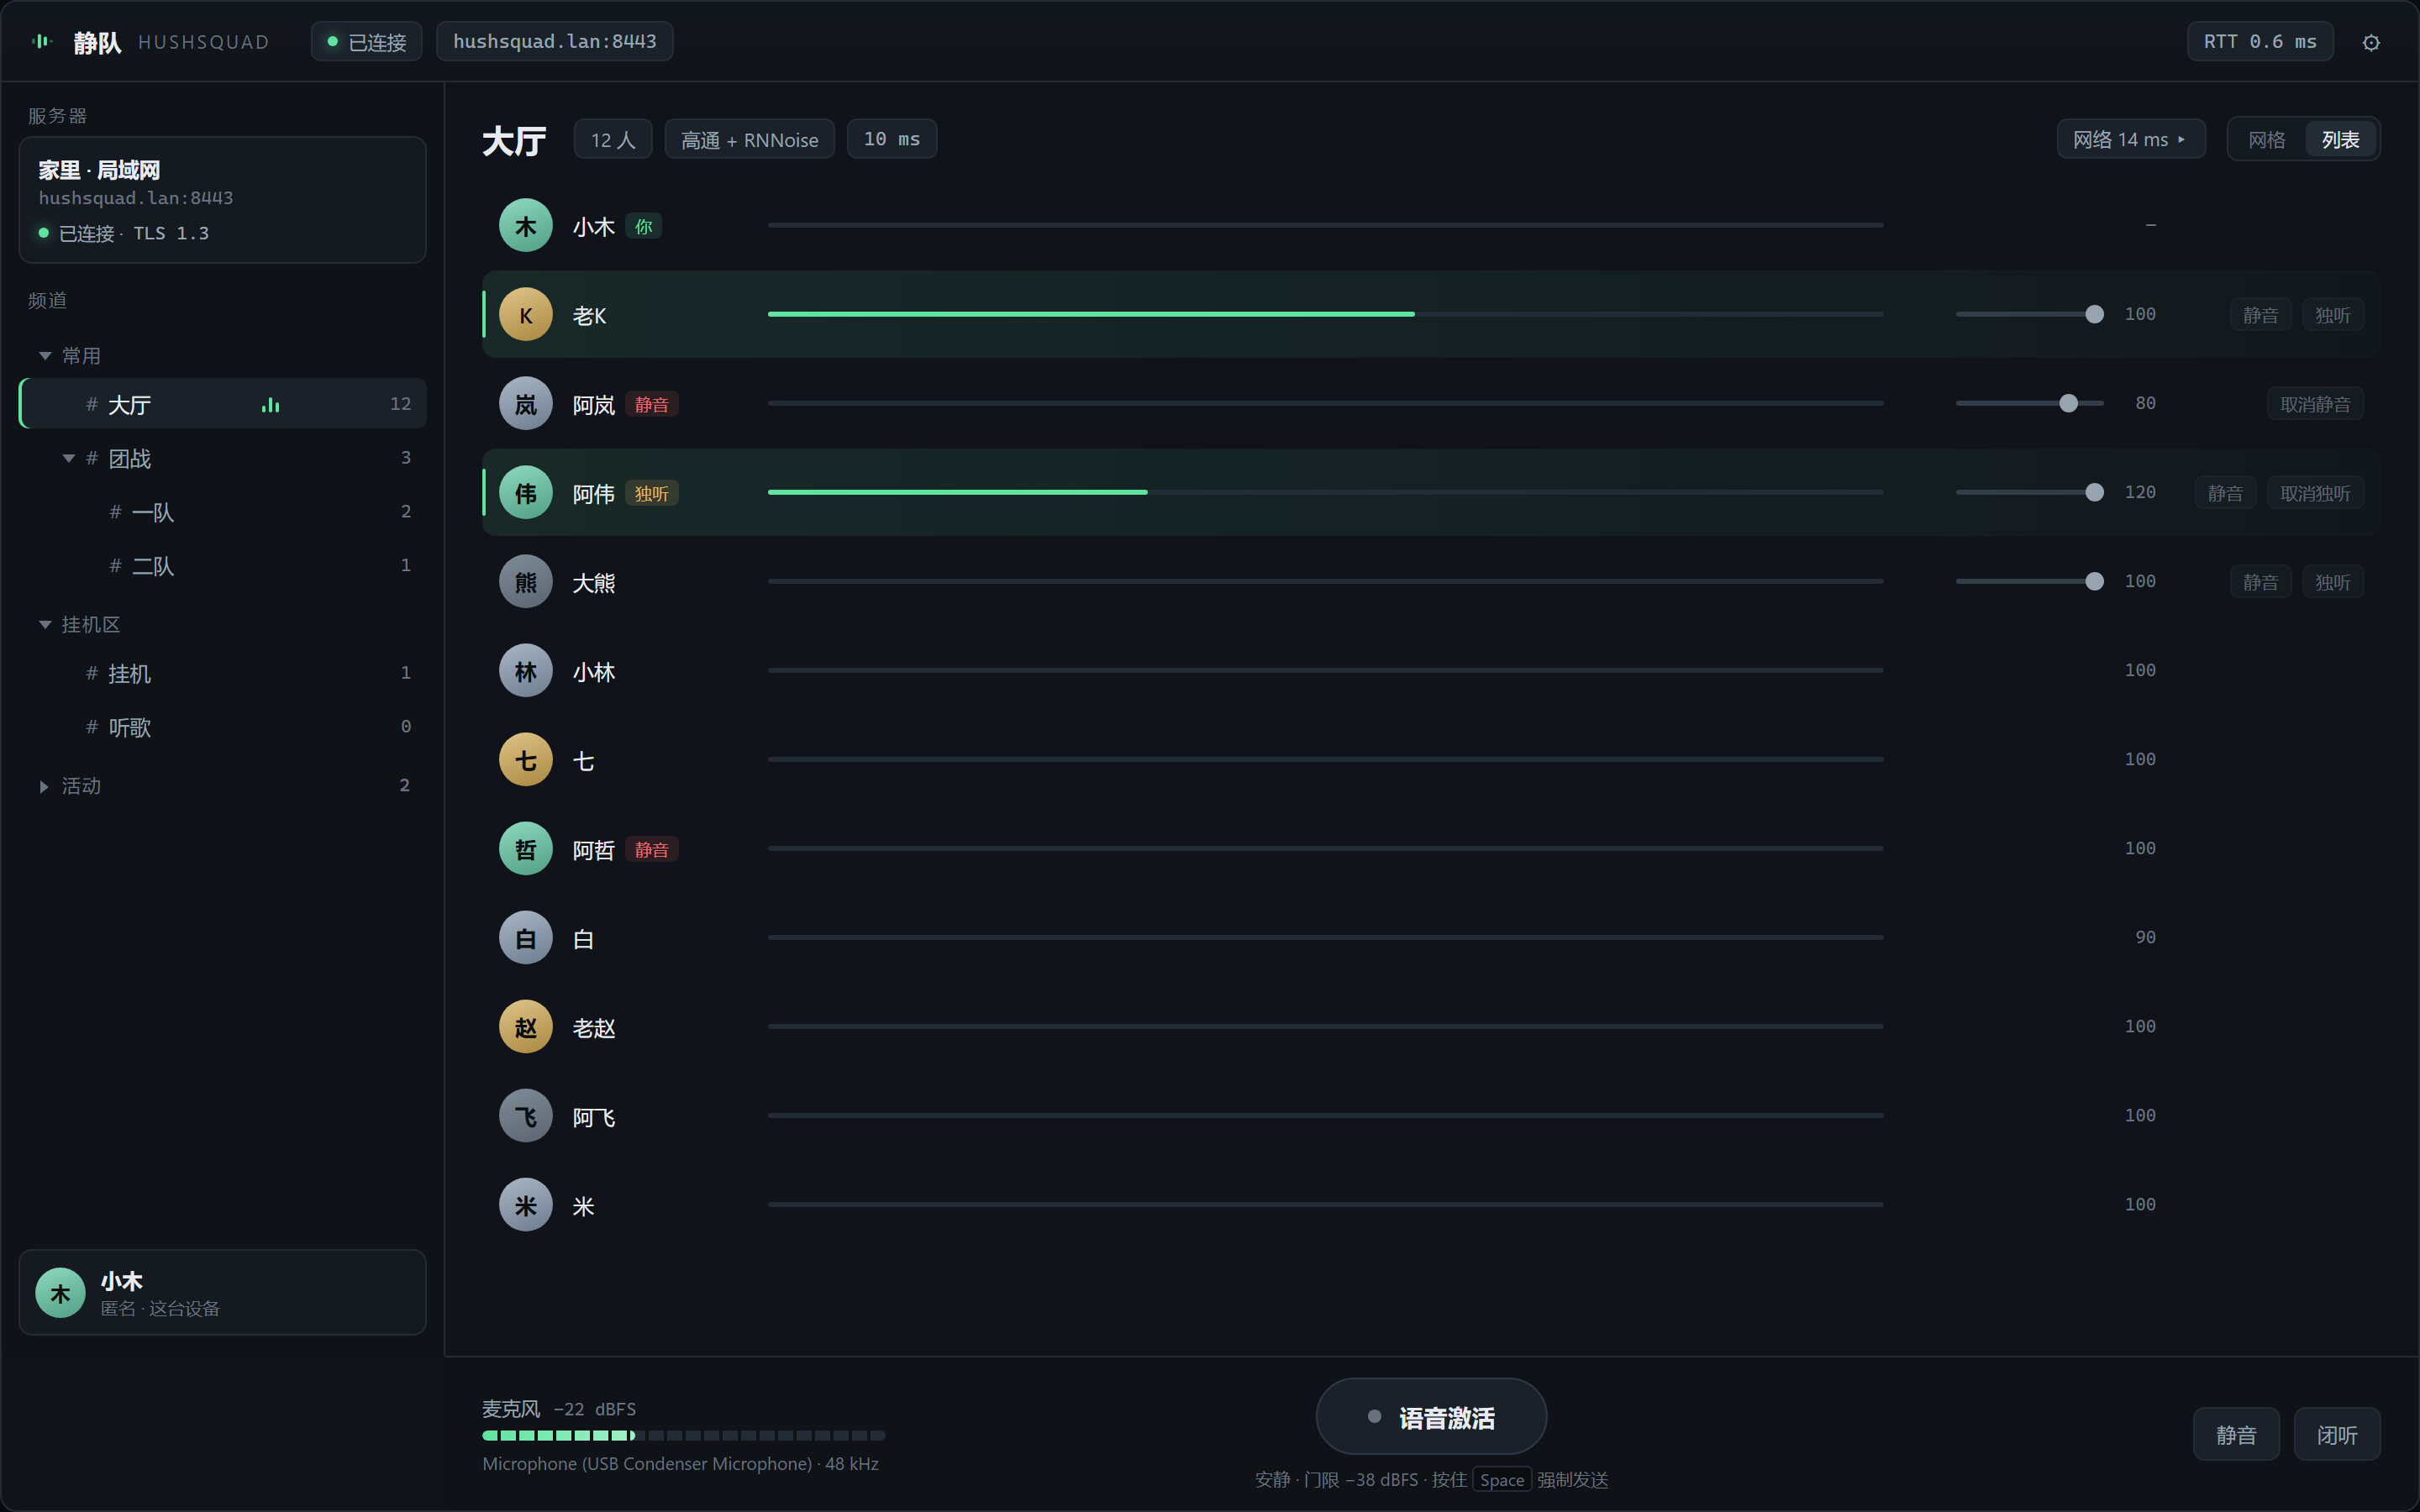 静队 HUSHSQUAD 已连接 hushsquad.lan:8443 RTT 0.6 ms
服务器
家里 · 局域网
hushsquad.lan:8443
已连接 · TLS 1.3
频道
常用
# 大厅 12
# 团战 3
# 一队 2
# 二队 1
挂机区
# 挂机 1
# 听歌 0
活动 2
木 小木
匿名 · 这台设备
大厅 12 人 高通 + RNNoise 10 ms 网络 14 ms 网格 列表
木 小木 你 —
K 老K 100 静音 独听
岚 阿岚 静音 80 取消静音
伟 阿伟 独听 120 静音 取消独听
熊 大熊 100 静音 独听
林 小林 100
七 七 100
哲 阿哲 静音 100
白 白 90
赵 老赵 100
飞 阿飞 100
米 米 100
麦克风 −22 dBFS
Microphone (USB Condenser Microphone) · 48 kHz
语音激活
安静 · 门限 −38 dBFS · 按住 Space 强制发送
静音 闭听